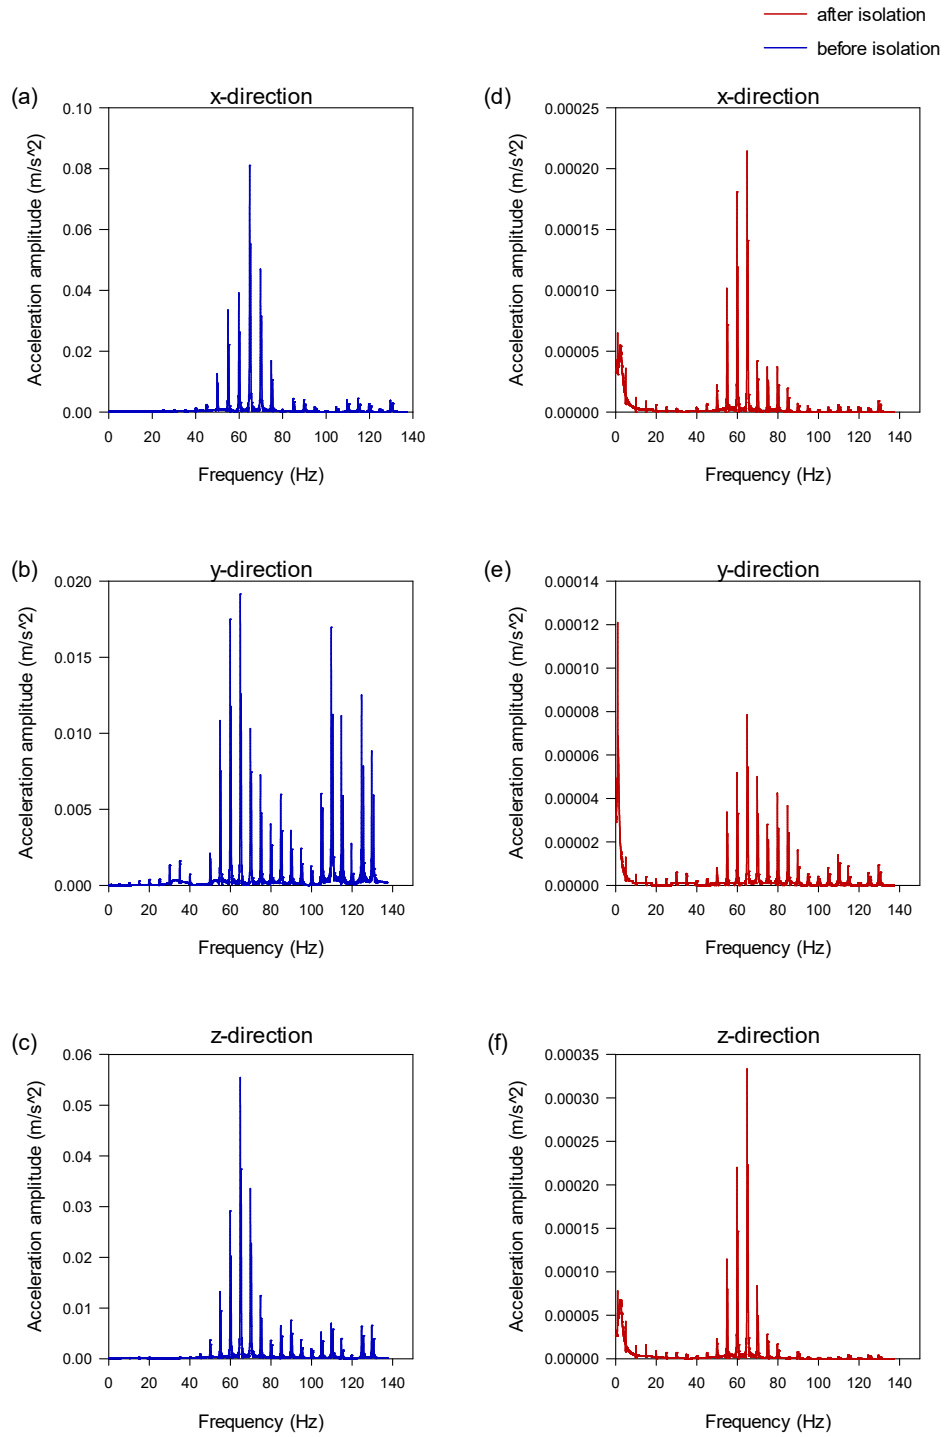 after isolation
before isolation
(a)
x-direction
0.10
0.08
0.06
0.04
0.02
0.00
Acceleration amplitude (m/s^2)
0 20 40 60 80 100 120 140
Frequency (Hz)
(d)
x-direction
0.00025
0.00020
0.00015
0.00010
0.00005
0.00000
Acceleration amplitude (m/s^2)
0 20 40 60 80 100 120 140
Frequency (Hz)
(b)
y-direction
0.020
0.015
0.010
0.005
0.000
Acceleration amplitude (m/s^2)
0 20 40 60 80 100 120 140
Frequency (Hz)
(e)
y-direction
0.00014
0.00012
0.00010
0.00008
0.00006
0.00004
0.00002
0.00000
Acceleration amplitude (m/s^2)
0 20 40 60 80 100 120 140
Frequency (Hz)
(c)
z-direction
0.06
0.05
0.04
0.03
0.02
0.01
0.00
Acceleration amplitude (m/s^2)
0 20 40 60 80 100 120 140
Frequency (Hz)
(f)
z-direction
0.00035
0.00030
0.00025
0.00020
0.00015
0.00010
0.00005
0.00000
Acceleration amplitude (m/s^2)
0 20 40 60 80 100 120 140
Frequency (Hz)